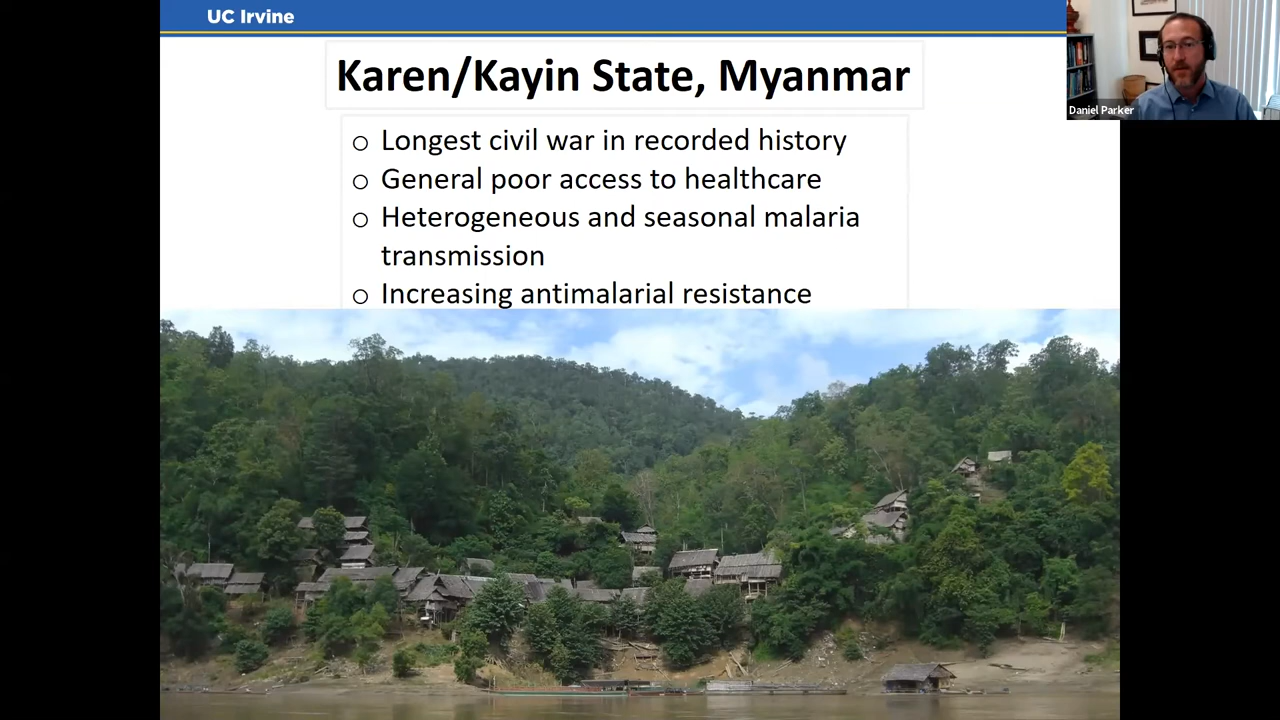 UC Irvine
Karen/Kayin State, Myanmar
○ Longest civil war in recorded history
○ General poor access to healthcare
○ Heterogeneous and seasonal malaria
transmission
○ Increasing antimalarial resistance
Daniel Parker